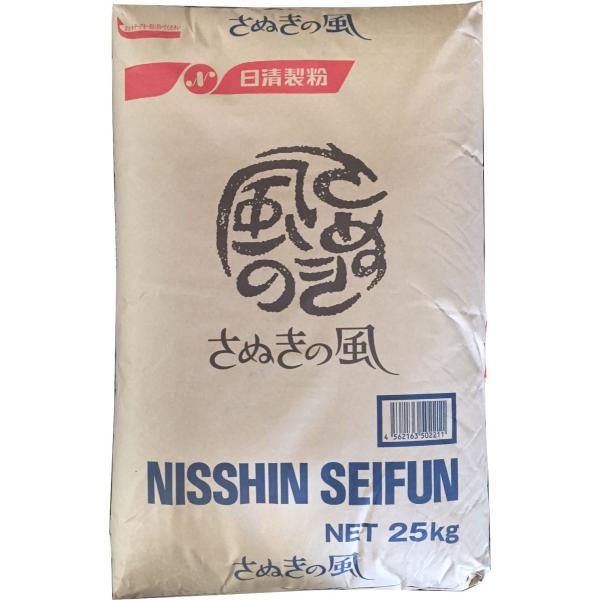 さぬきの風
N 日清製粉
さぬきの風
さぬきの風
4 562163 502211
NISSHIN SEIFUN
NET 25kg
さぬきの風